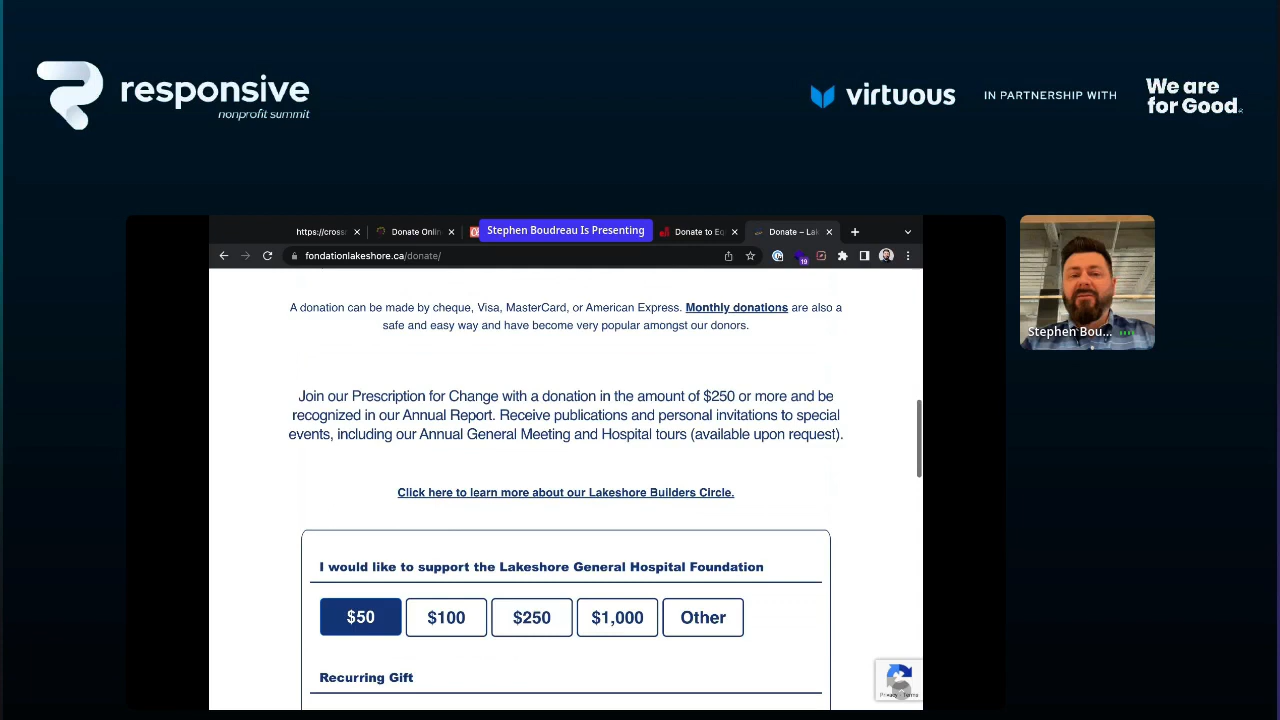 responsive
nonprofit summit
virtuous
IN PARTNERSHIP WITH
We are
for Good.
https://cross
Donate Onlin
Stephen Boudreau Is Presenting
Donate to Eq
Donate – Lak
fondationlakeshore.ca/donate/
19
A donation can be made by cheque, Visa, MasterCard, or American Express. Monthly donations are also a
safe and easy way and have become very popular amongst our donors.
Join our Prescription for Change with a donation in the amount of $250 or more and be
recognized in our Annual Report. Receive publications and personal invitations to special
events, including our Annual General Meeting and Hospital tours (available upon request).
Click here to learn more about our Lakeshore Builders Circle.
I would like to support the Lakeshore General Hospital Foundation
$50
$100
$250
$1,000
Other
Recurring Gift
Privacy - Terms
Stephen Bou...